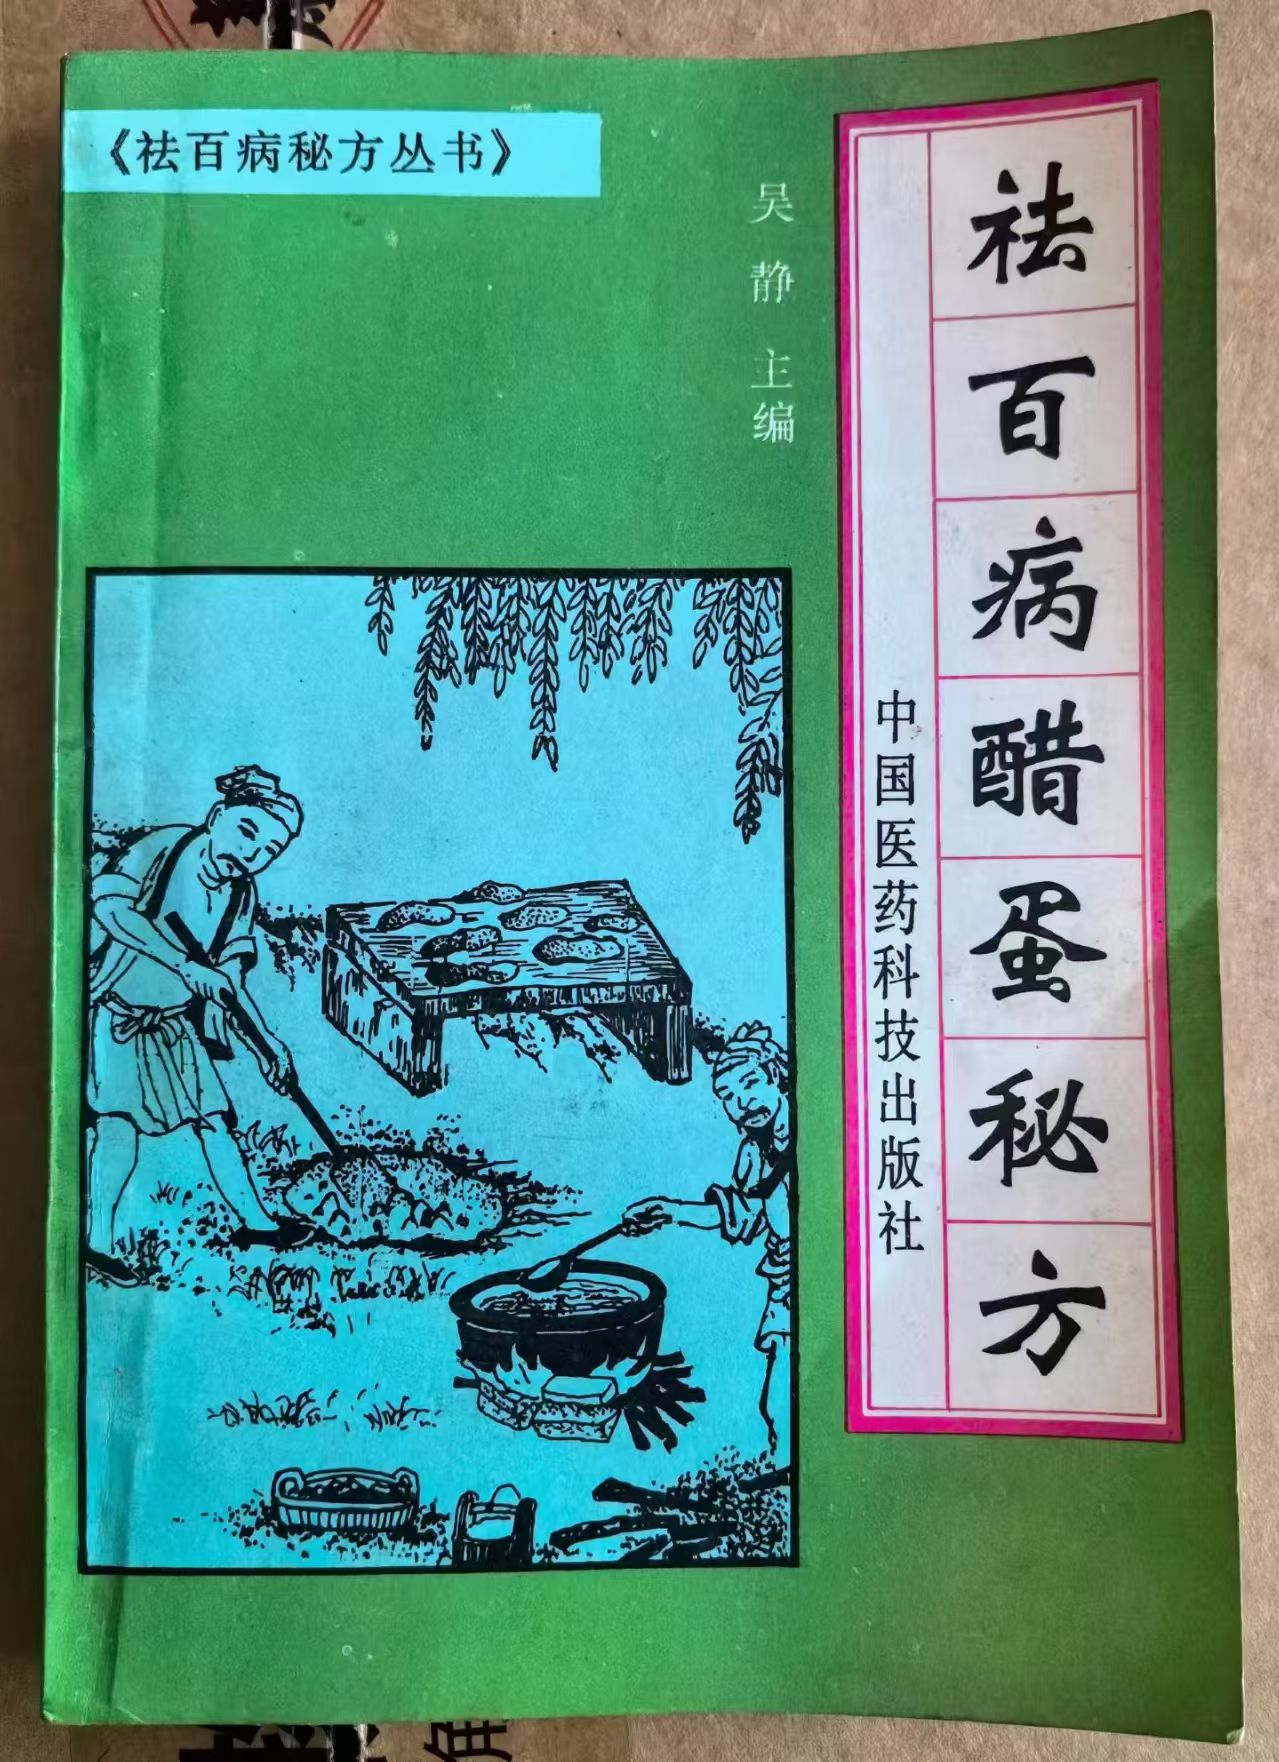 《祛百病秘方丛书》
吴静 主编
祛百病醋蛋秘方
中国医药科技出版社